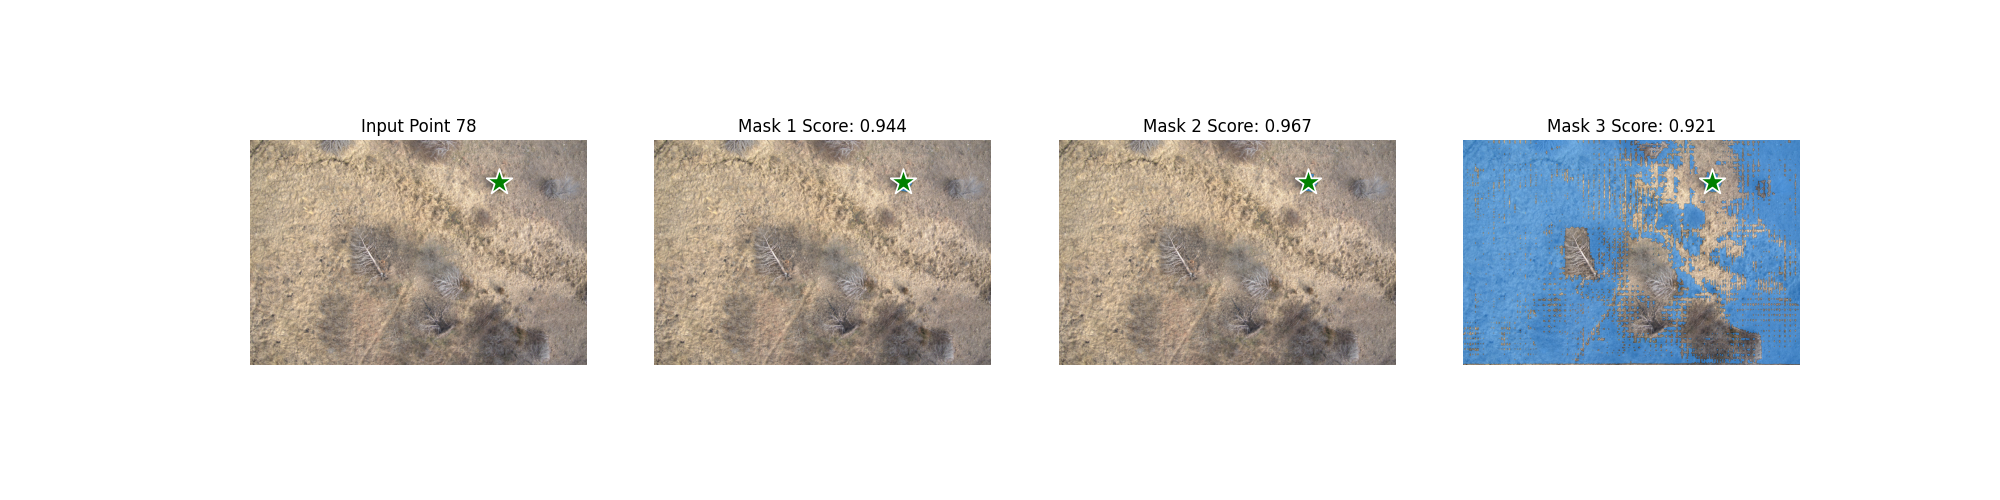 Input Point 78
Mask 1 Score: 0.944
Mask 2 Score: 0.967
Mask 3 Score: 0.921